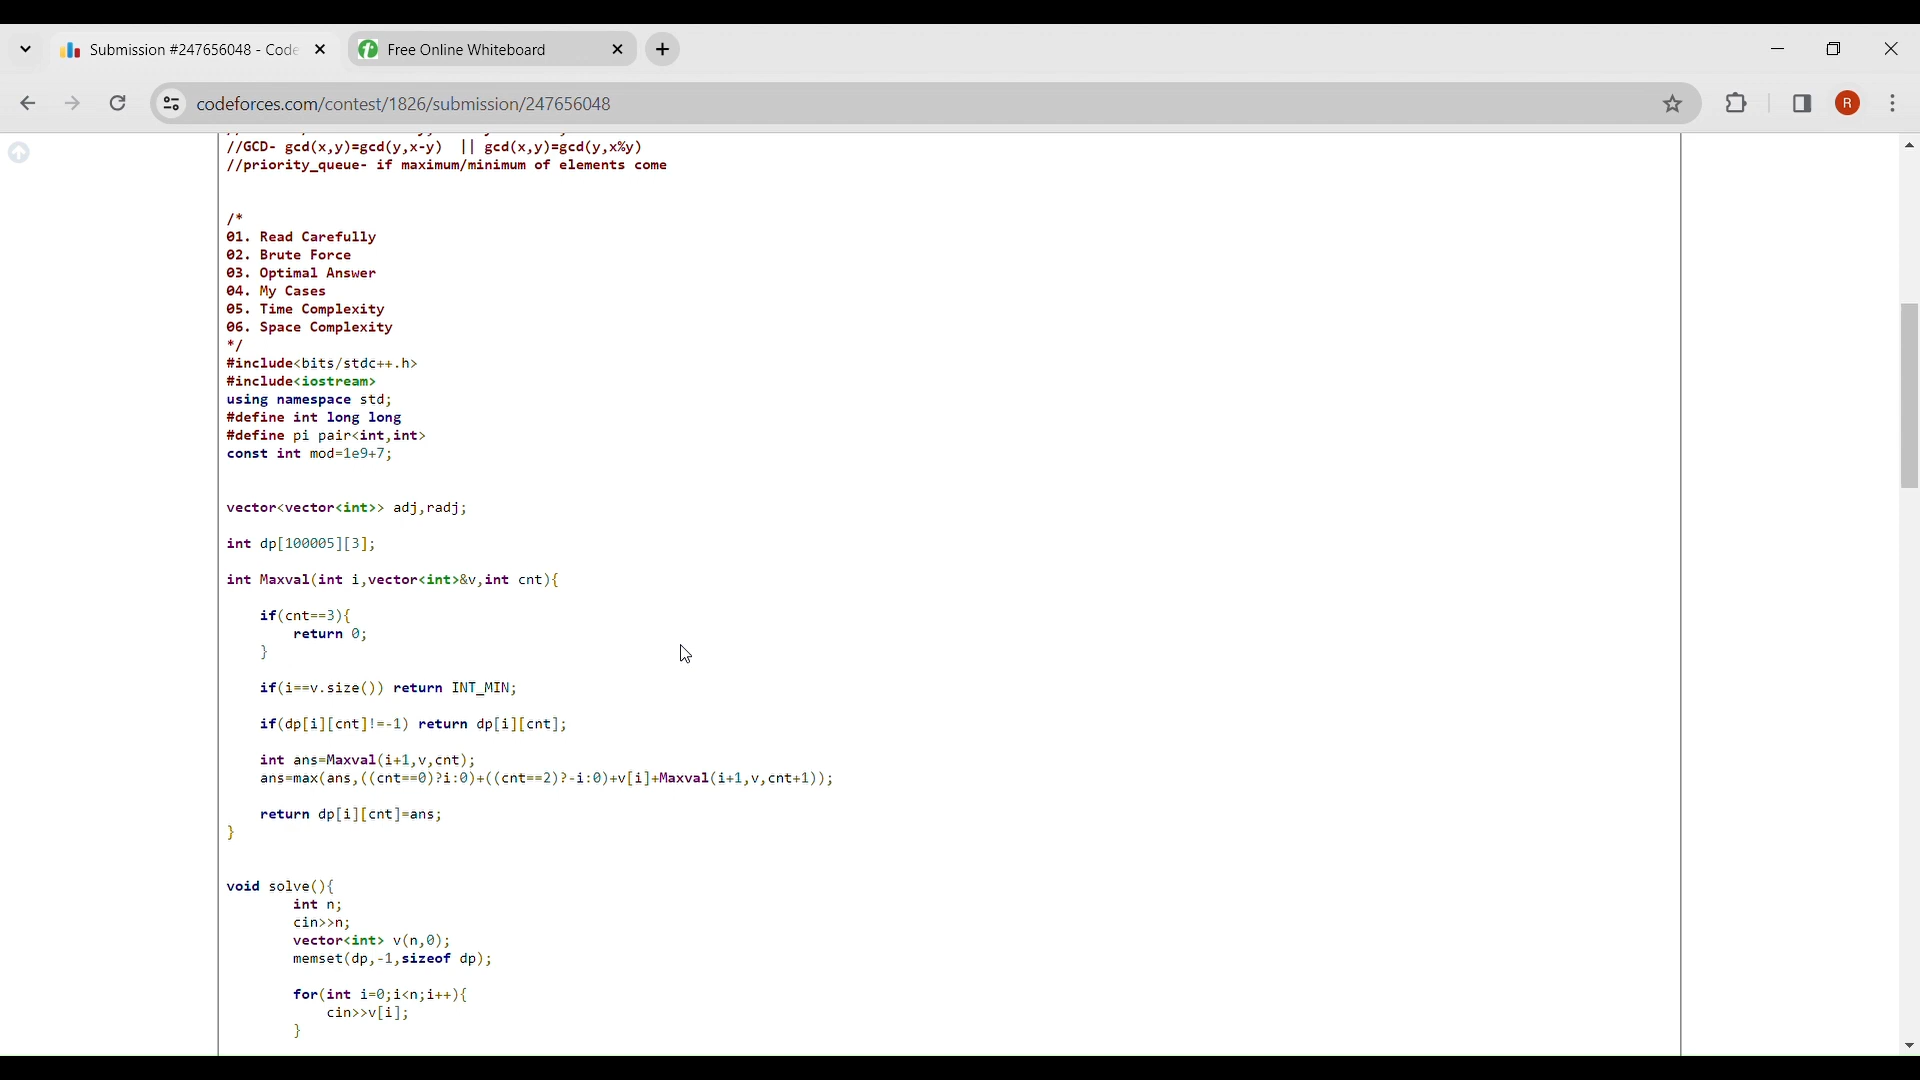 Submission #247656048 - Code
Free Online Whiteboard
codeforces.com/contest/1826/submission/247656048
R
//GCD- gcd(x,y)=gcd(y,x-y)  || gcd(x,y)=gcd(y,x%y)
//priority_queue- if maximum/minimum of elements come
/*
01. Read Carefully
02. Brute Force
03. Optimal Answer
04. My Cases
05. Time Complexity
06. Space Complexity
*/
#include<bits/stdc++.h>
#include<iostream>
using namespace std;
#define int long long
#define pi pair<int,int>
const int mod=1e9+7;
vector<vector<int>> adj,radj;
int dp[100005][3];
int Maxval(int i,vector<int>&v,int cnt){
if(cnt==3){
return 0;
}
if(i==v.size()) return INT_MIN;
if(dp[i][cnt]!=-1) return dp[i][cnt];
int ans=Maxval(i+1,v,cnt);
ans=max(ans,((cnt==0)?i:0)+((cnt==2)?-i:0)+v[i]+Maxval(i+1,v,cnt+1));
return dp[i][cnt]=ans;
}
void solve(){
int n;
cin>>n;
vector<int> v(n,0);
memset(dp,-1,sizeof dp);
for(int i=0;i<n;i++){
cin>>v[i];
}